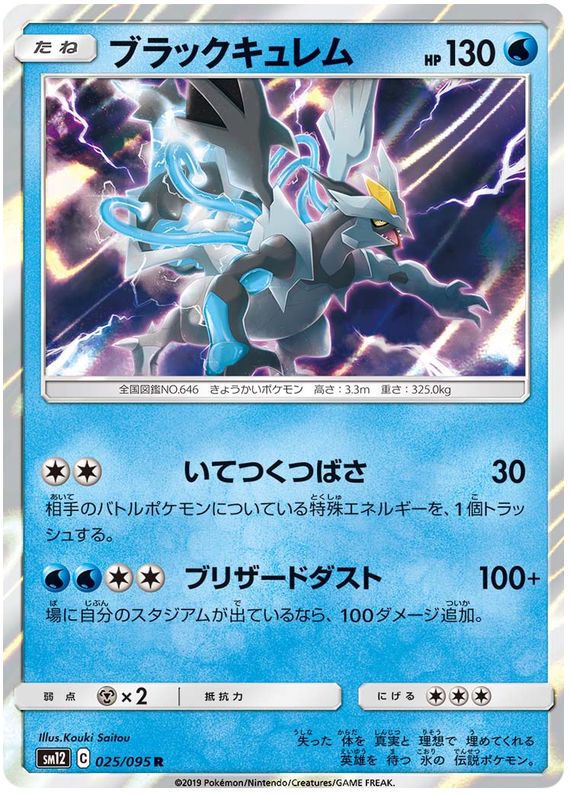 たね ブラックキュレム HP 130
全国図鑑NO.646 きょうかいポケモン 高さ：3.3m 重さ：325.0kg
いてつくつばさ 30
相手のバトルポケモンについている特殊エネルギーを、1個トラッ
シュする。
ブリザードダスト 100+
場に自分のスタジアムが出ているなら、100ダメージ追加。
弱点 ×2 抵抗力 にげる
Illus.Kouki Saitou
失った 体を 真実と 理想で 埋めてくれる
英雄を 待つ 氷の 伝説ポケモン。
sm12 C 025/095 R
©2019 Pokémon/Nintendo/Creatures/GAME FREAK.